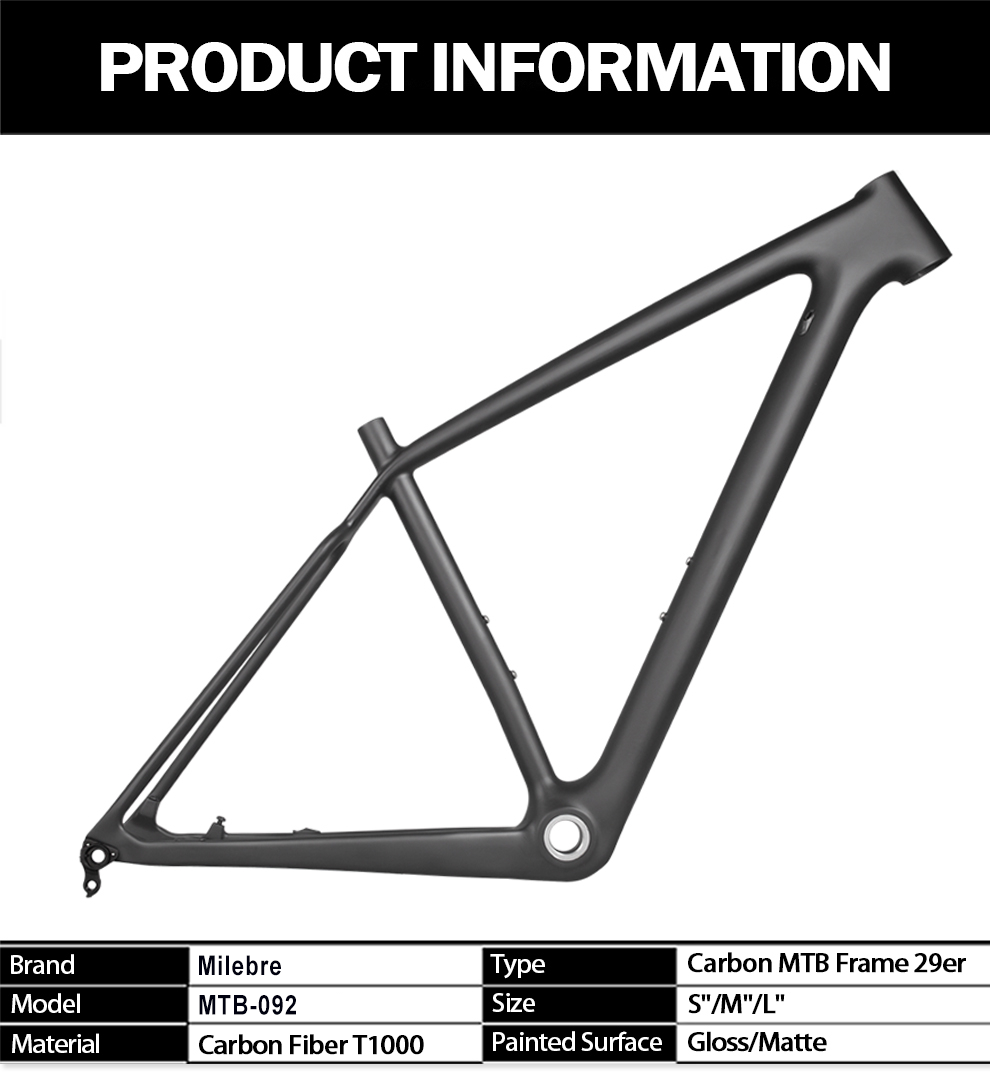 PRODUCT INFORMATION
Brand Milebre Type Carbon MTB Frame 29er
Model MTB-092 Size S"/M"/L"
Material Carbon Fiber T1000 Painted Surface Gloss/Matte